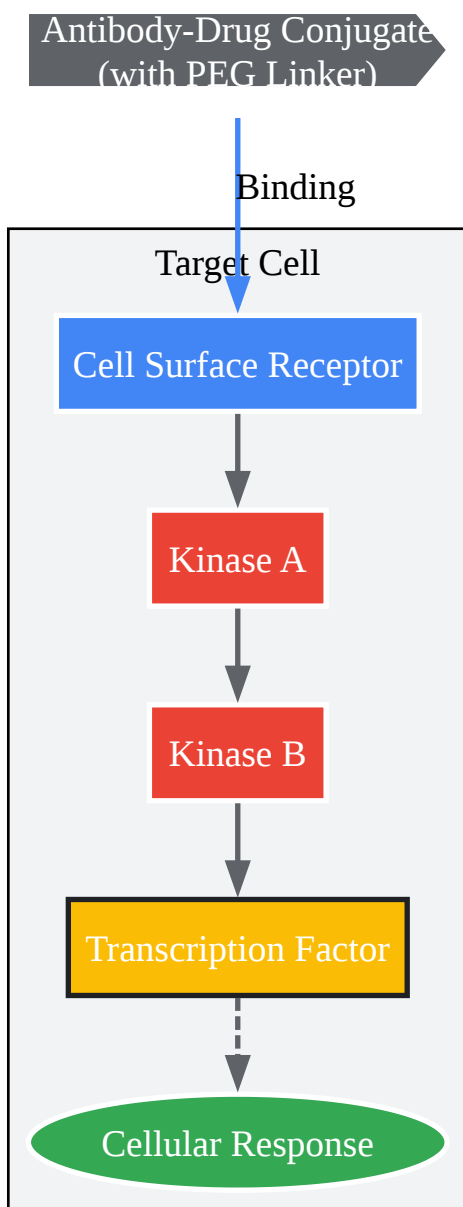 Antibody-Drug Conjugate
(with PEG Linker)
Binding
Target Cell
Cell Surface Receptor
Kinase A
Kinase B
Transcription Factor
Cellular Response